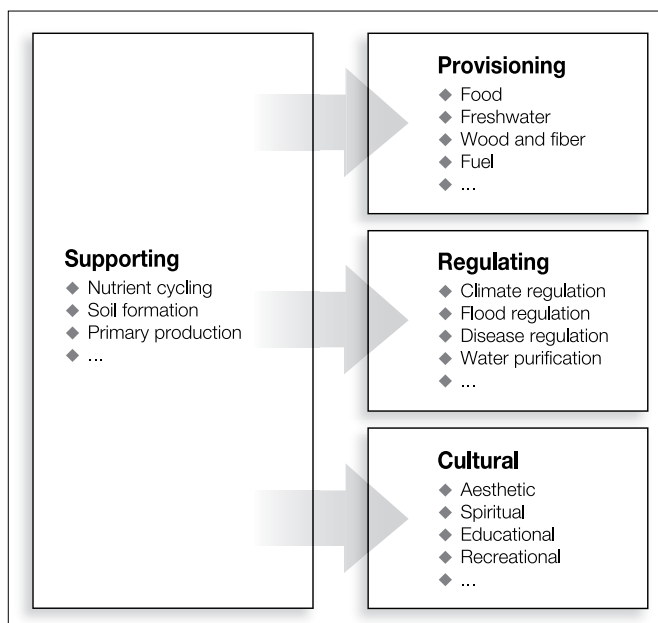 Supporting
◆ Nutrient cycling
◆ Soil formation
◆ Primary production
◆ ...
Provisioning
◆ Food
◆ Freshwater
◆ Wood and fiber
◆ Fuel
◆ ...
Regulating
◆ Climate regulation
◆ Flood regulation
◆ Disease regulation
◆ Water purification
◆ ...
Cultural
◆ Aesthetic
◆ Spiritual
◆ Educational
◆ Recreational
◆ ...